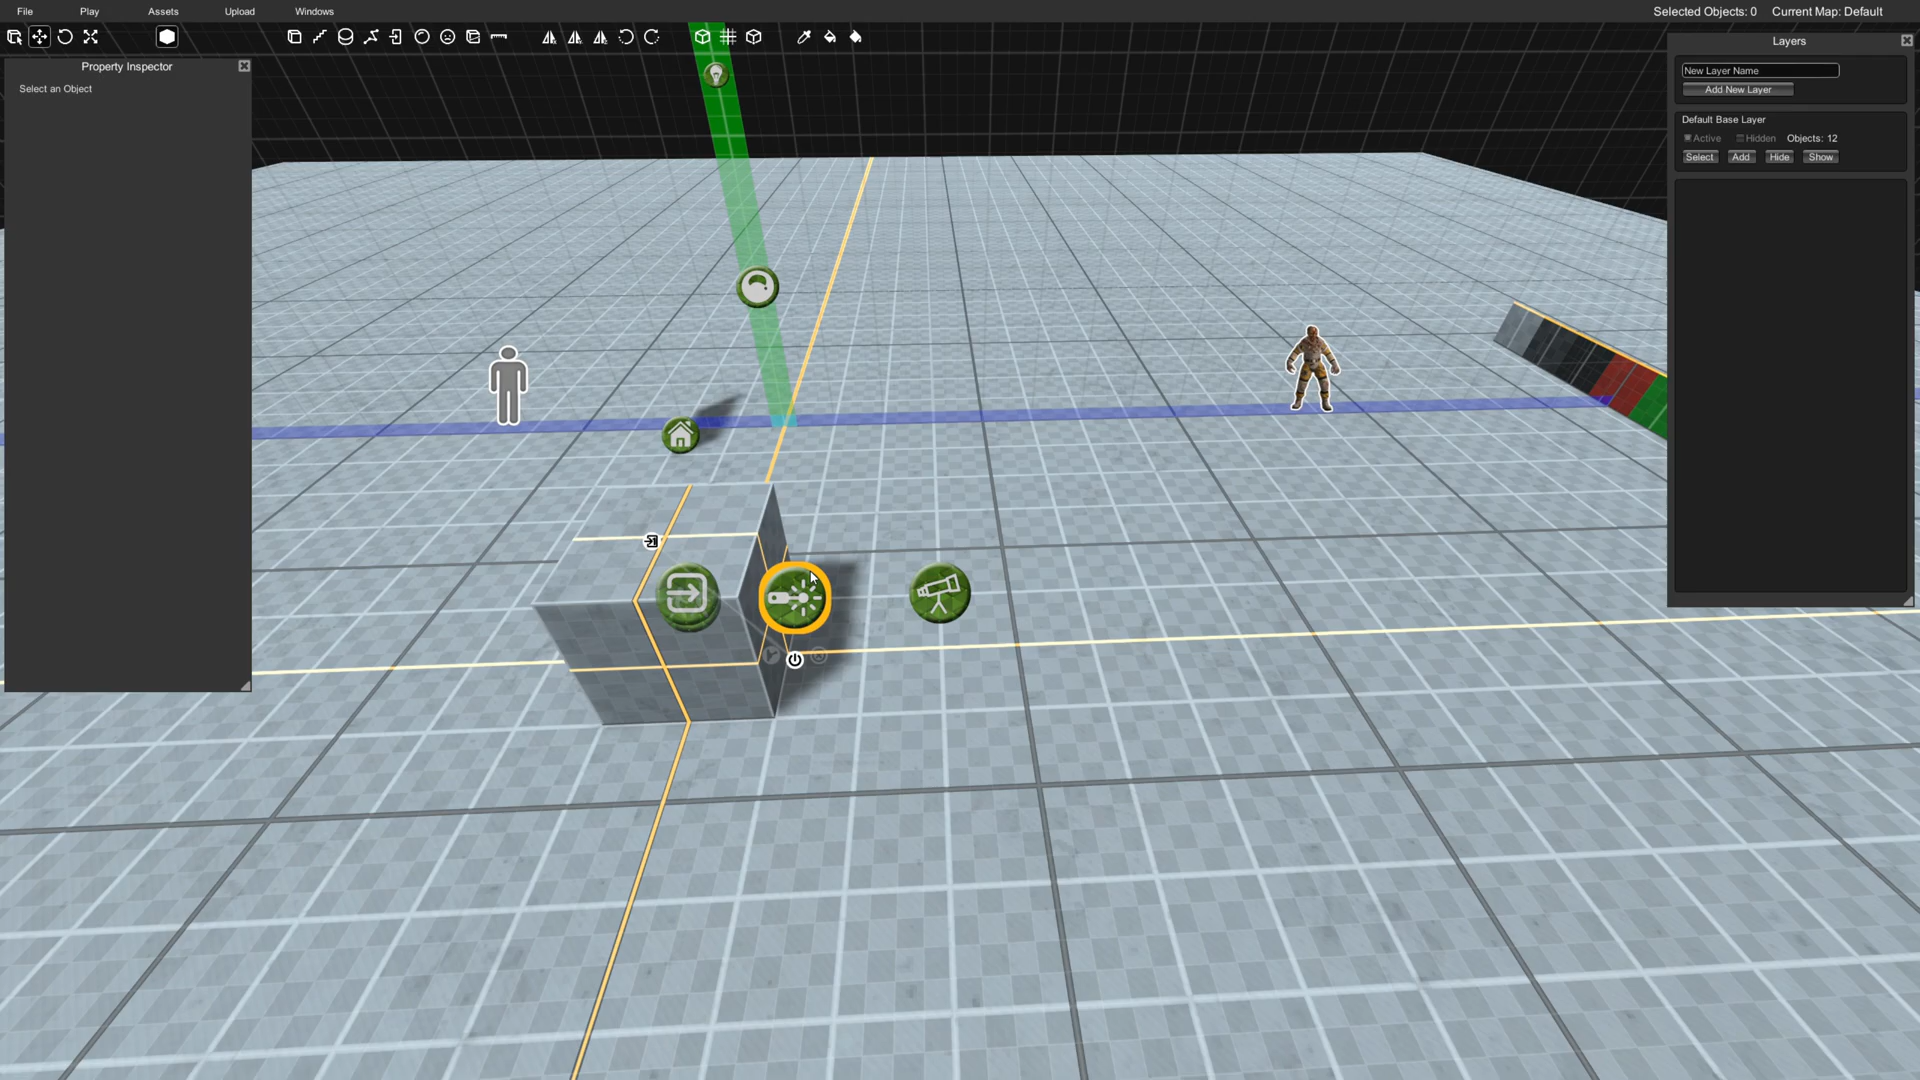 File Play Assets Upload Windows Selected Objects: 0 Current Map: Default
Property Inspector
Select an Object
Layers
New Layer Name
Add New Layer
Default Base Layer
Active Hidden Objects: 12
Select Add Hide Show